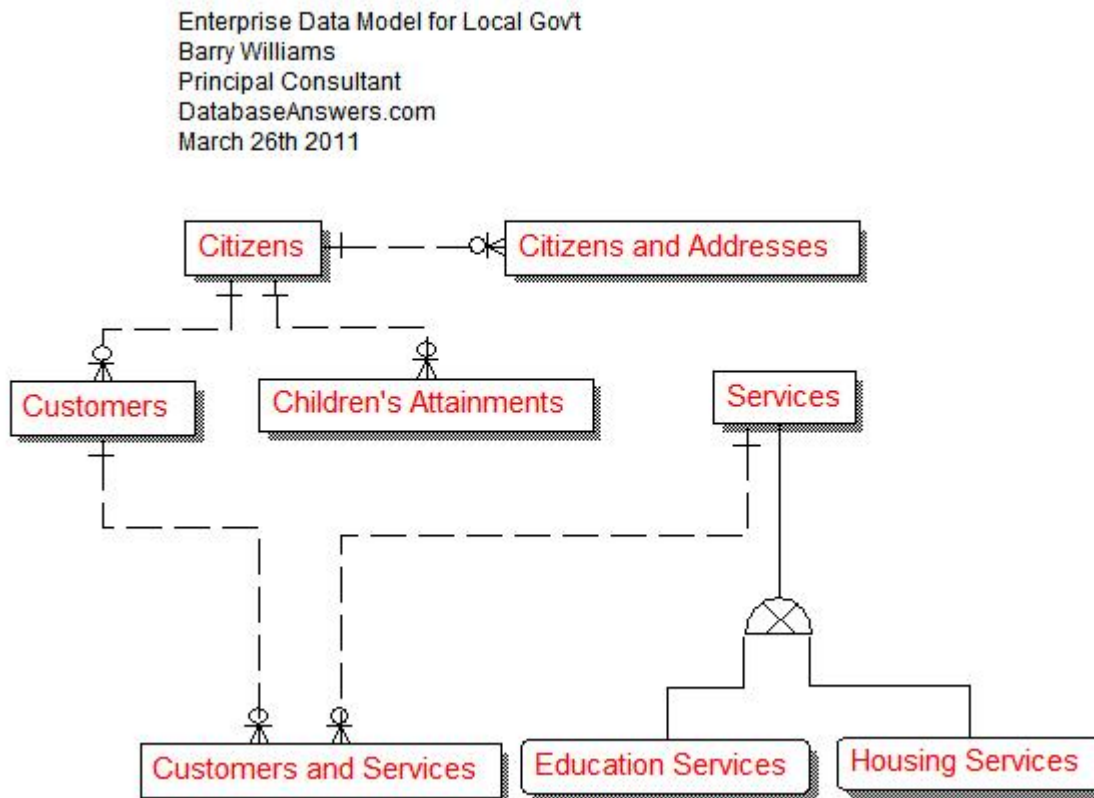 Enterprise Data Model for Local Gov't
Barry Williams
Principal Consultant
DatabaseAnswers.com
March 26th 2011
Citizens
Citizens and Addresses
Customers
Children's Attainments
Services
Customers and Services
Education Services
Housing Services